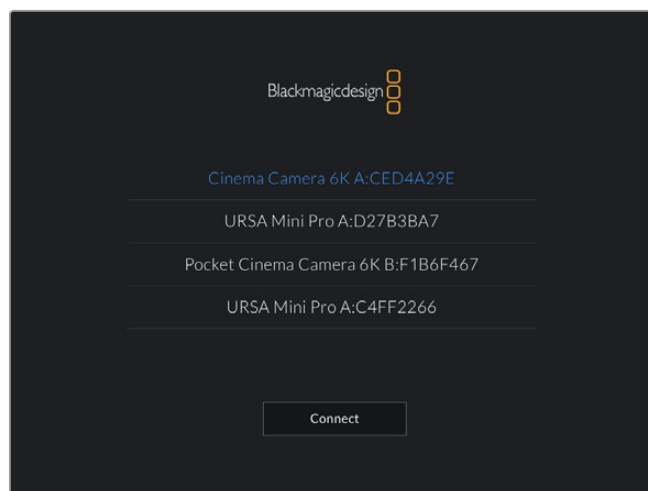 Blackmagicdesign
Cinema Camera 6K A:CED4A29E
URSA Mini Pro A:D27B3BA7
Pocket Cinema Camera 6K B:F1B6F467
URSA Mini Pro A:C4FF2266
Connect